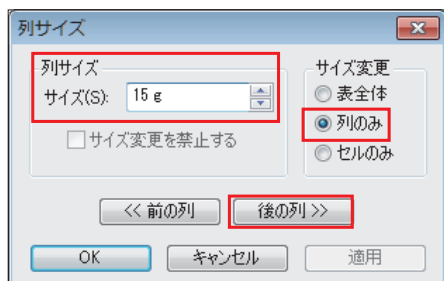 列サイズ
列サイズ
サイズ(S): 15 g
サイズ変更を禁止する
サイズ変更
表全体
列のみ
セルのみ
<< 前の列
後の列 >>
OK
キャンセル
適用